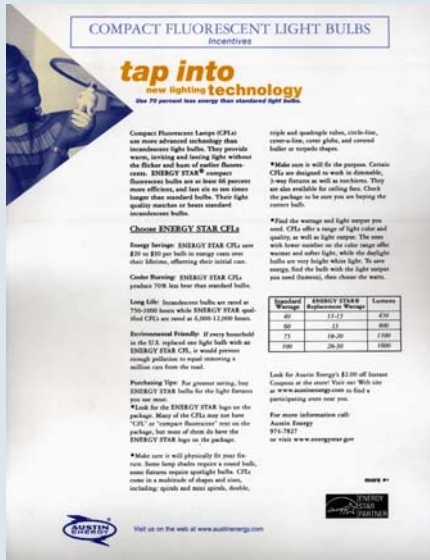 COMPACT FLUORESCENT LIGHT BULBS
Incentives
tap into
new lighting technology
Use 70 percent less energy than standared light bulbs.
Compact Fluorescent Lamps (CFLs)
use more advanced technology than
incandescent light bulbs. They provide
warm, inviting and lasting light without
the flicker and hum of earlier fluores-
cents. ENERGY STAR® compact
fluorescent bulbs are at least 66 percent
more efficient, and last six to ten times
longer than standard bulbs. Their light
quality matches or beats standard
incandescent bulbs.
Choose ENERGY STAR CFLs
Energy Savings: ENERGY STAR CFLs save
$20 to $50 per bulb in energy costs over
their lifetime, offsetting their initial cost.
Cooler Burning: ENERGY STAR CFLs
produce 70% less heat than standard bulbs.
Long Life: Incandescent bulbs are rated at
750-1000 hours while ENERGY STAR quali-
fied CFLs are rated at 6,000-12,000 hours.
Environmental Friendly: If every household
in the U.S. replaced one light bulb with an
ENERGY STAR CFL, it would prevent
enough pollution to equal removing a
million cars from the road.
Purchasing Tips: For greatest saving, buy
ENERGY STAR bulbs for the light fixtures
you use most.
*Look for the ENERGY STAR logo on the
package. Many of the CFLs may not have
"CFL" or "compact fluorescent" text on the
package, but most of them do have the
ENERGY STAR logo on the package.
*Make sure it will physically fit your fix-
ture. Some lamp shades require a round bulb,
some fixtures require spotlight bulbs. CFLs
come in a multitude of shapes and sizes,
including: spirals and mini spirals, double,
triple and quadruple tubes, circle-line,
cover-a-line, cover globe, and covered
bullet or torpedo shapes.
*Make sure it will fit the purpose. Certain
CFLs are designed to work in dimmable,
3-way fixtures as well as torchieres. They
are also available for ceiling fans. Check
the package to be sure you are buying the
correct bulb.
*Find the wattage and light output you
need. CFLs offer a range of light color and
quality, as well as light output. The ones
with lower number on the color range offer
warmer and softer light, while the daylight
bulbs are very bright white light. To save
energy, find the bulb with the light output
you need (lumens), then choose the watts.
Standard Wattage ENERGY STAR® Replacement Wattage Lumens
40 11-13 450
60 15 800
75 18-20 1100
100 26-30 1600
Look for Austin Energy's $2.00 off Instant
Coupons at the store! Visit our Web site
at www.austinenergy.com to find a
participating store near you.
For more information call:
Austin Energy
974-7827
or visit www.energystar.gov
more
ENERGY
STAR
PARTNER
AUSTIN
ENERGY
Visit us on the web at www.austinenergy.com